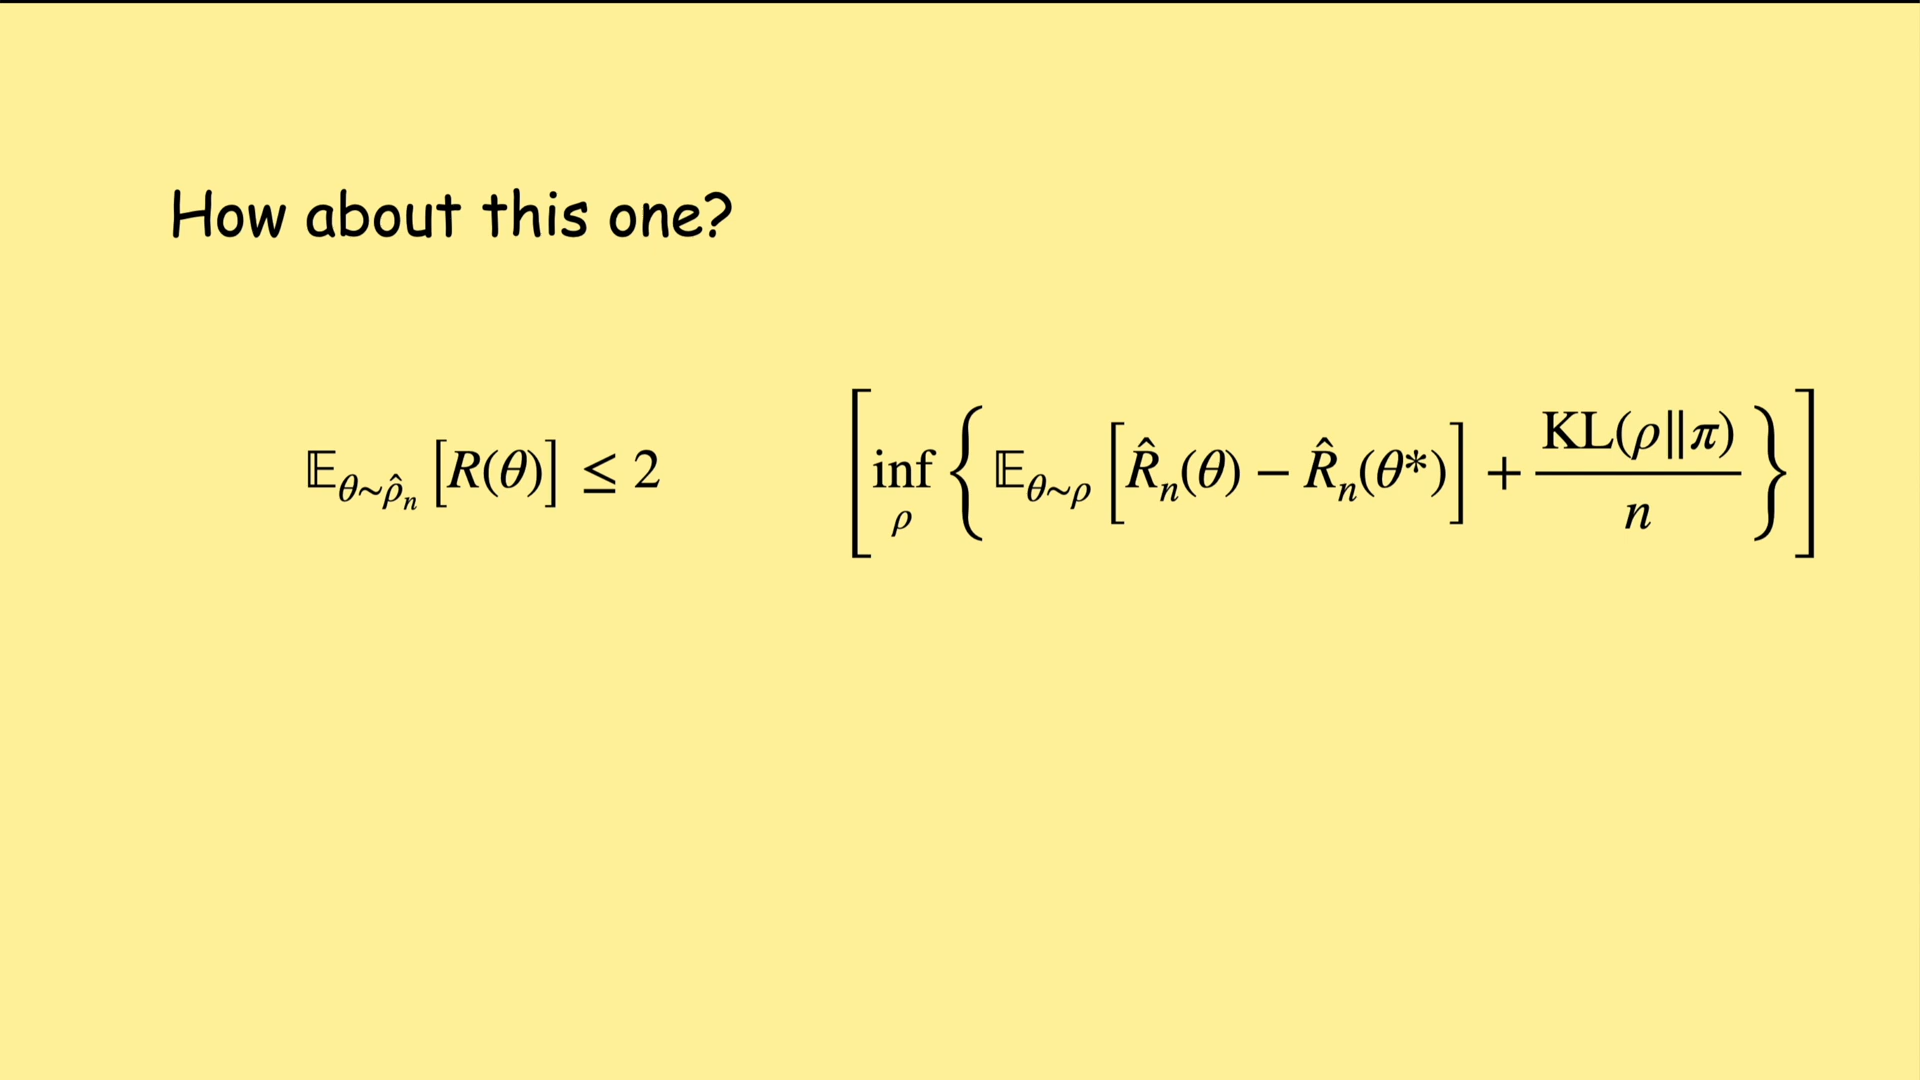 How about this one?
𝔼_{θ∼ρ̂_n} [R(θ)] ≤ 2 [ inf_ρ { 𝔼_{θ∼ρ} [R̂_n(θ) − R̂_n(θ*)] + KL(ρ||π) / n } ]